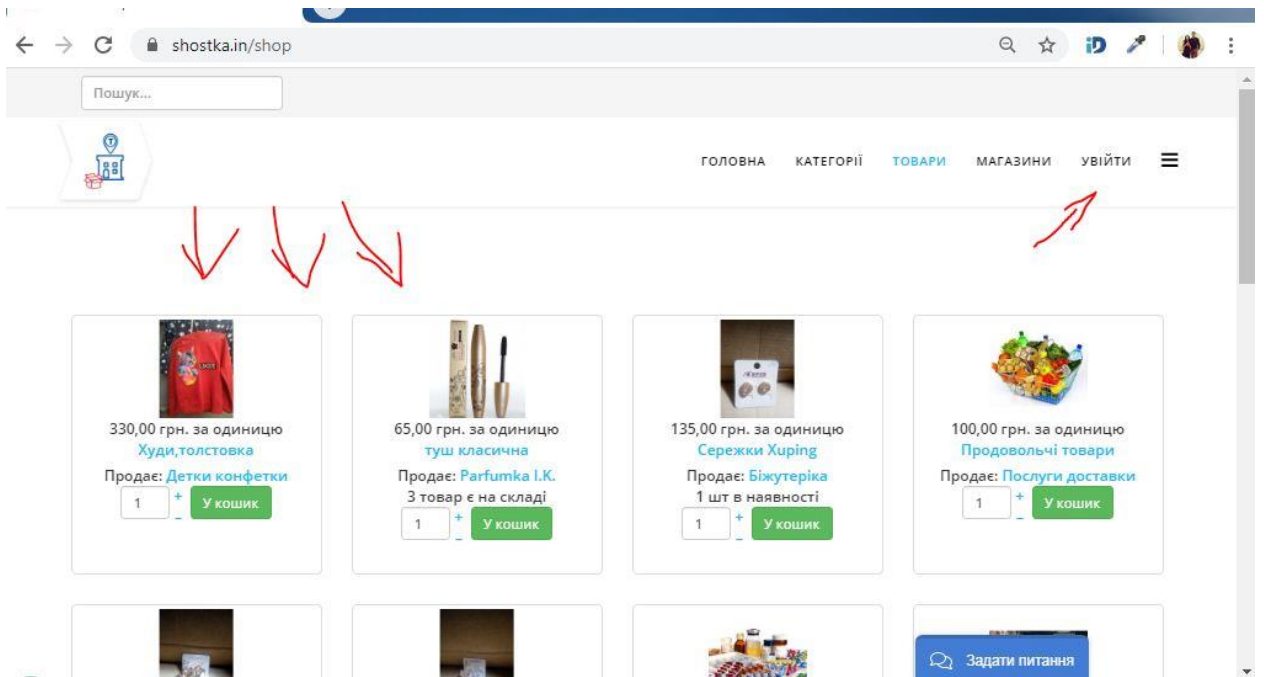 shostka.in/shop
Пошук...
ГОЛОВНА КАТЕГОРІЇ ТОВАРИ МАГАЗИНИ УВІЙТИ
330,00 грн. за одиницю
Худи,толстовка
Продає: Детки конфетки
1 + − У кошик
65,00 грн. за одиницю
туш класична
Продає: Parfumka I.K.
3 товар є на складі
1 + − У кошик
135,00 грн. за одиницю
Сережки Xuping
Продає: Біжутеріка
1 шт в наявності
1 + − У кошик
100,00 грн. за одиницю
Продовольчі товари
Продає: Послуги доставки
1 + − У кошик
Задати питання